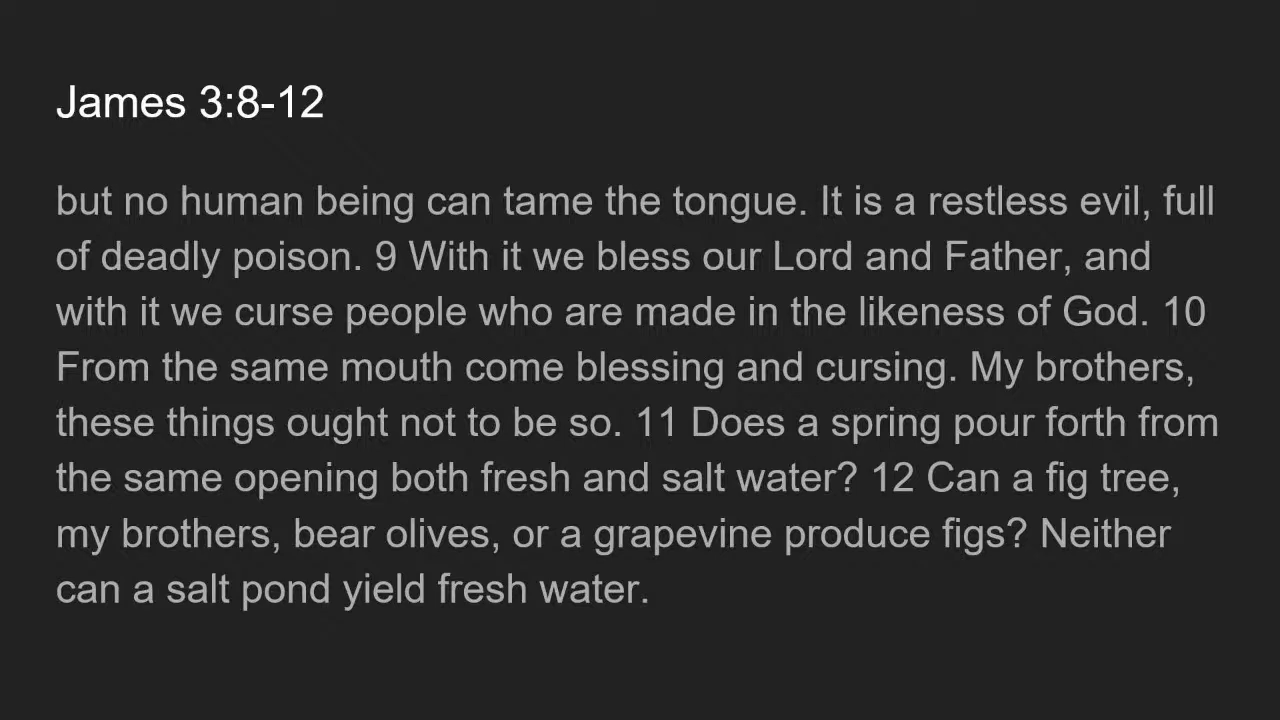 James 3:8-12
but no human being can tame the tongue. It is a restless evil, full
of deadly poison. 9 With it we bless our Lord and Father, and
with it we curse people who are made in the likeness of God. 10
From the same mouth come blessing and cursing. My brothers,
these things ought not to be so. 11 Does a spring pour forth from
the same opening both fresh and salt water? 12 Can a fig tree,
my brothers, bear olives, or a grapevine produce figs? Neither
can a salt pond yield fresh water.